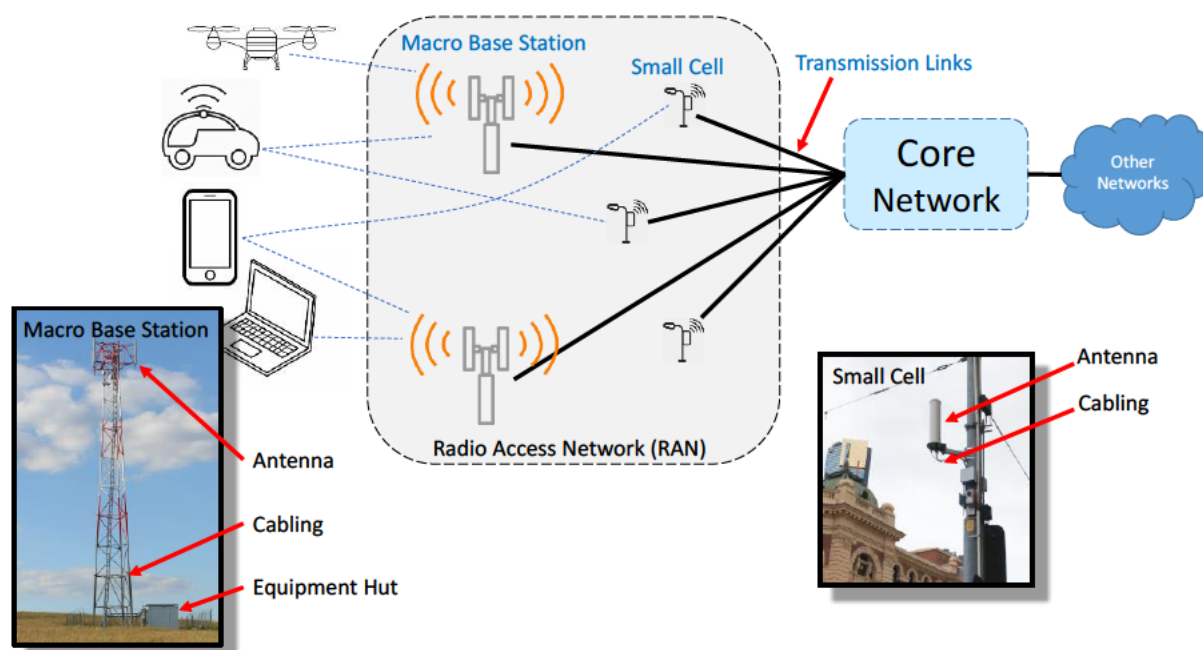 Macro Base Station
Small Cell
Transmission Links
Core
Network
Other
Networks
Radio Access Network (RAN)
Macro Base Station
Antenna
Cabling
Equipment Hut
Small Cell
Antenna
Cabling